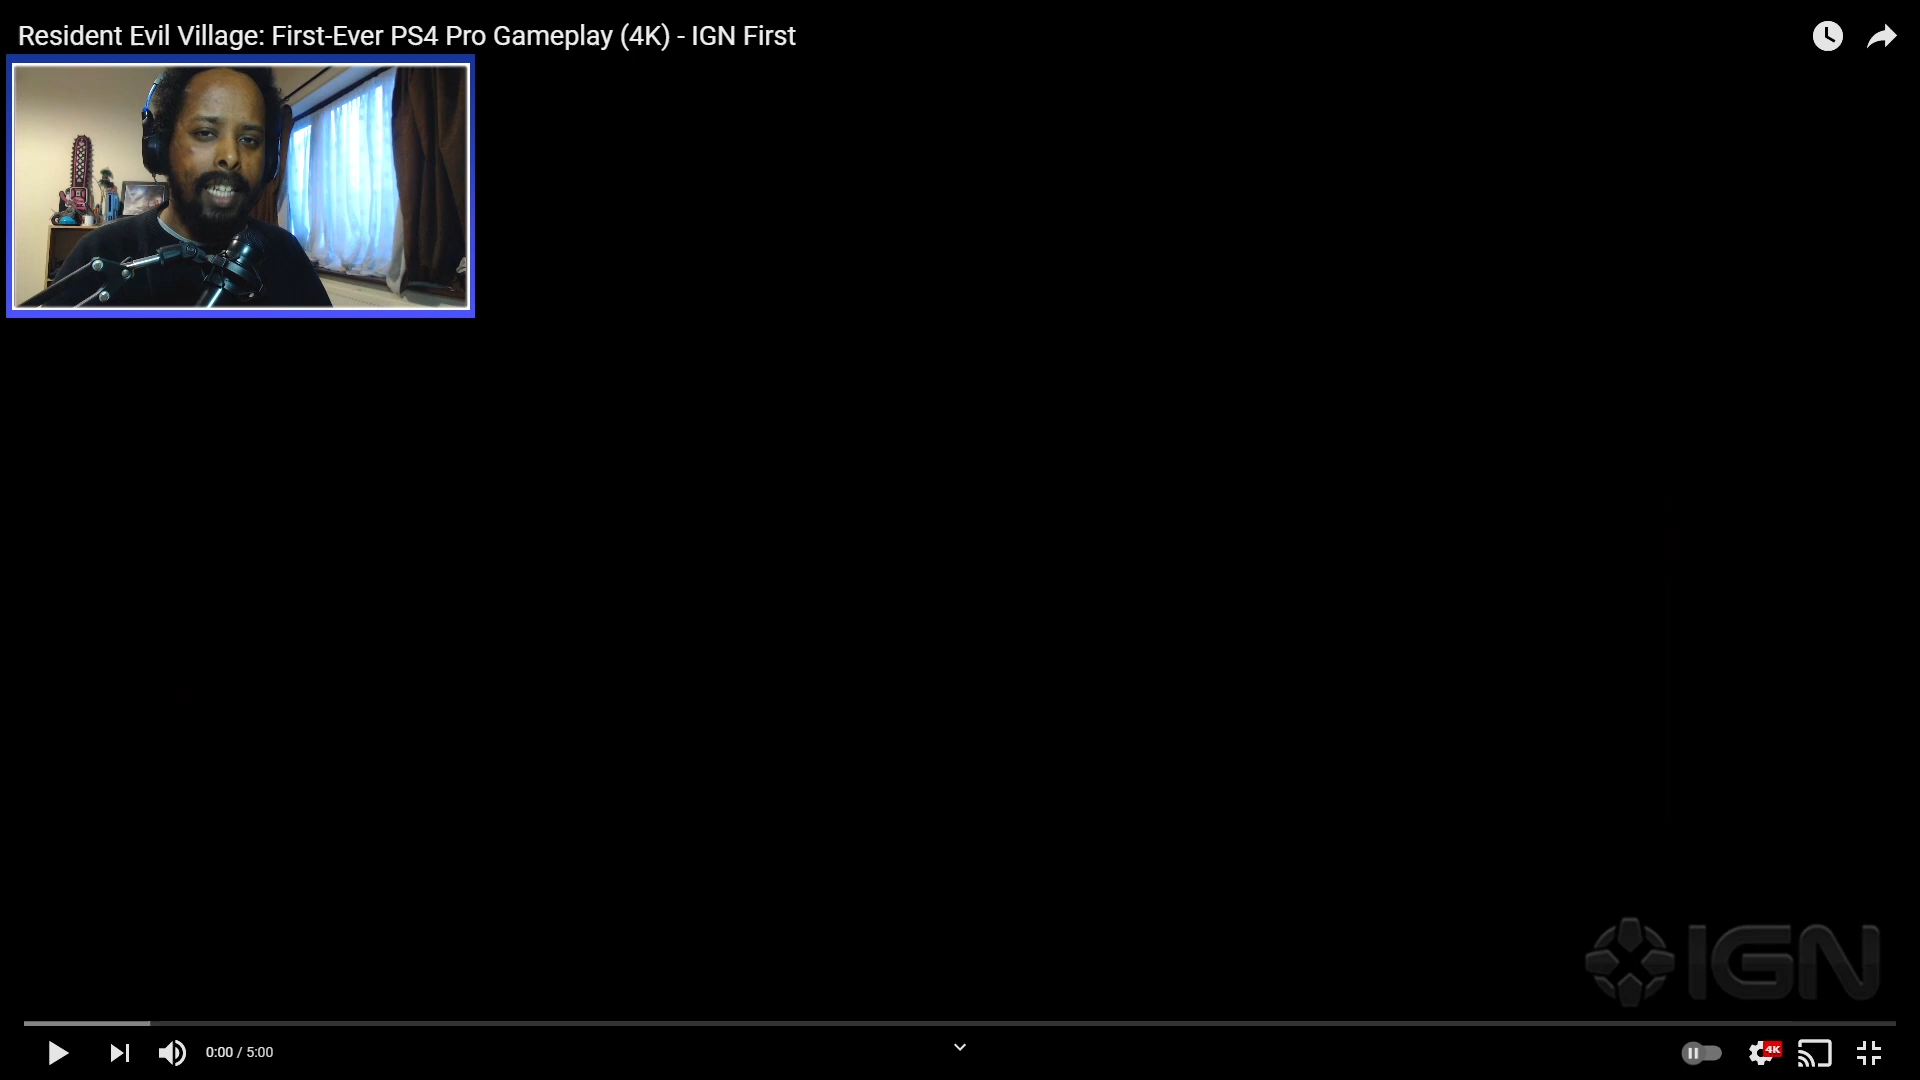 Resident Evil Village: First-Ever PS4 Pro Gameplay (4K) - IGN First
IGN
0:00 / 5:00
4K